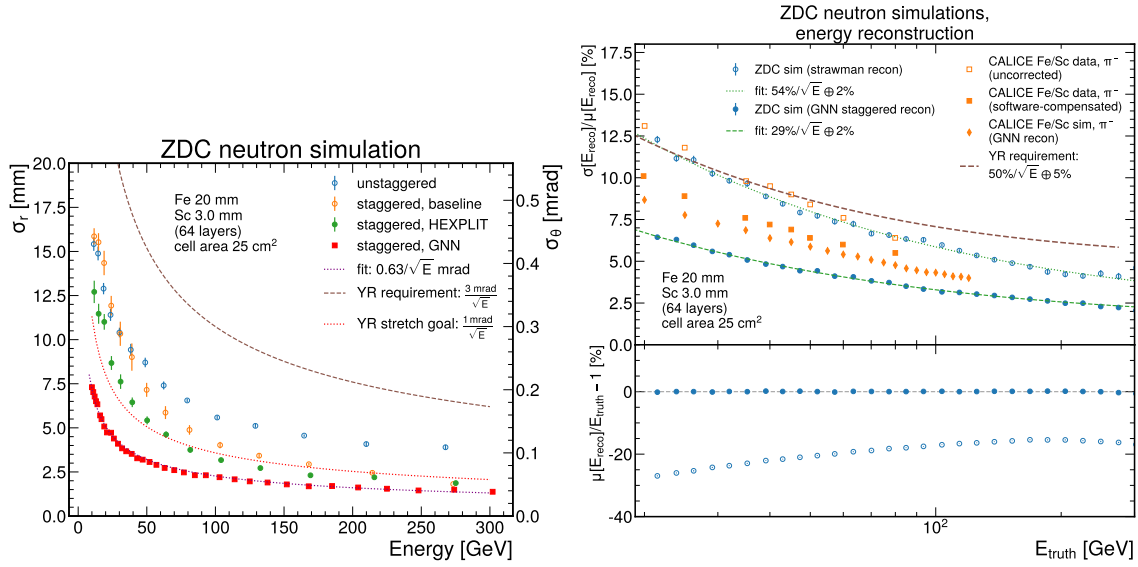 ZDC neutron simulation
σr [mm]
20.0
17.5
15.0
12.5
10.0
7.5
5.0
2.5
0.0
Fe 20 mm
Sc 3.0 mm
(64 layers)
cell area 25 cm²
unstaggered
staggered, baseline
staggered, HEXPLIT
staggered, GNN
fit: 0.63/√E mrad
YR requirement: 3 mrad/√E
YR stretch goal: 1 mrad/√E
σθ [mrad]
0.5
0.4
0.3
0.2
0.1
0.0
0 50 100 150 200 250 300
Energy [GeV]
ZDC neutron simulations,
energy reconstruction
σ[Ereco]/μ[Ereco] [%]
17.5
15.0
12.5
10.0
7.5
5.0
2.5
0.0
ZDC sim (strawman recon)
fit: 54%/√E ⊕ 2%
ZDC sim (GNN staggered recon)
fit: 29%/√E ⊕ 2%
CALICE Fe/Sc data, π⁻
(uncorrected)
CALICE Fe/Sc data, π⁻
(software-compensated)
CALICE Fe/Sc sim, π⁻
(GNN recon)
YR requirement:
50%/√E ⊕ 5%
Fe 20 mm
Sc 3.0 mm
(64 layers)
cell area 25 cm²
μ[Ereco]/Etruth − 1 [%]
0
-20
-40
10²
Etruth [GeV]